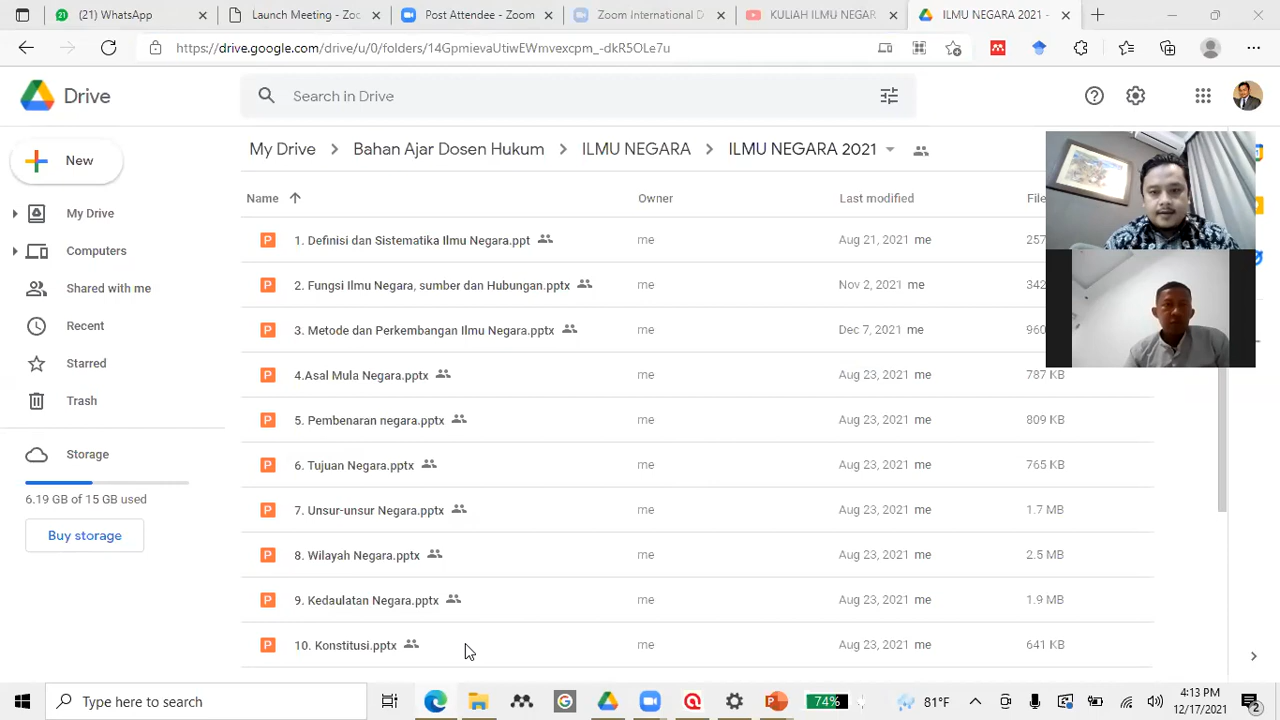 (21) WhatsApp
Launch Meeting - Zoo
Post Attendee - Zoom
Zoom International D
KULIAH ILMU NEGAR
ILMU NEGARA 2021 -
https://drive.google.com/drive/u/0/folders/14GpmievaUtiwEWmvexcpm_-dkR5OLe7u
Drive
Search in Drive
New
My Drive
Computers
Shared with me
Recent
Starred
Trash
Storage
6.19 GB of 15 GB used
Buy storage
My Drive > Bahan Ajar Dosen Hukum > ILMU NEGARA > ILMU NEGARA 2021
Name Owner Last modified File
1. Definisi dan Sistematika Ilmu Negara.ppt me Aug 21, 2021 me 257
2. Fungsi Ilmu Negara, sumber dan Hubungan.pptx me Nov 2, 2021 me 342
3. Metode dan Perkembangan Ilmu Negara.pptx me Dec 7, 2021 me 960
4.Asal Mula Negara.pptx me Aug 23, 2021 me 787 KB
5. Pembenaran negara.pptx me Aug 23, 2021 me 809 KB
6. Tujuan Negara.pptx me Aug 23, 2021 me 765 KB
7. Unsur-unsur Negara.pptx me Aug 23, 2021 me 1.7 MB
8. Wilayah Negara.pptx me Aug 23, 2021 me 2.5 MB
9. Kedaulatan Negara.pptx me Aug 23, 2021 me 1.9 MB
10. Konstitusi.pptx me Aug 23, 2021 me 641 KB
Type here to search
74%
81°F
4:13 PM
12/17/2021
2